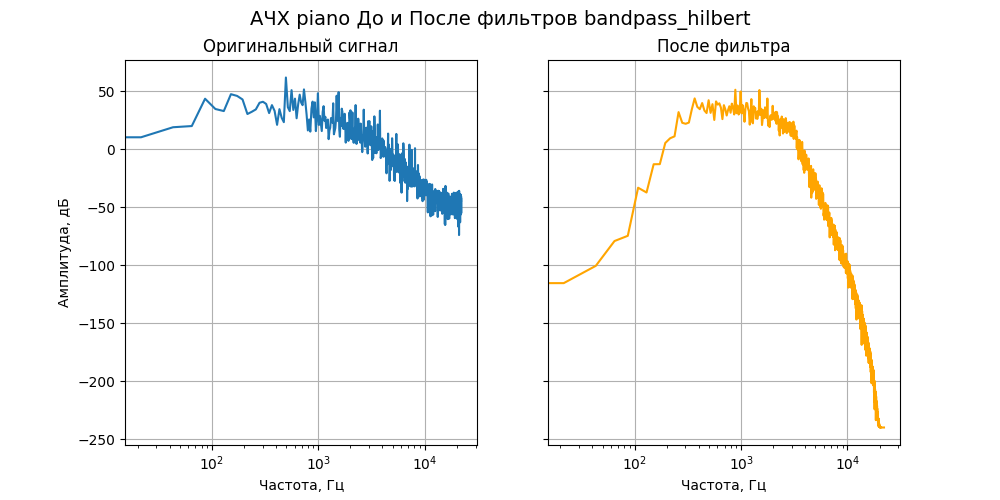 АЧХ piano До и После фильтров bandpass_hilbert
Оригинальный сигнал
После фильтра
Амплитуда, дБ
50
0
−50
−100
−150
−200
−250
10²
10³
10⁴
Частота, Гц
10²
10³
10⁴
Частота, Гц